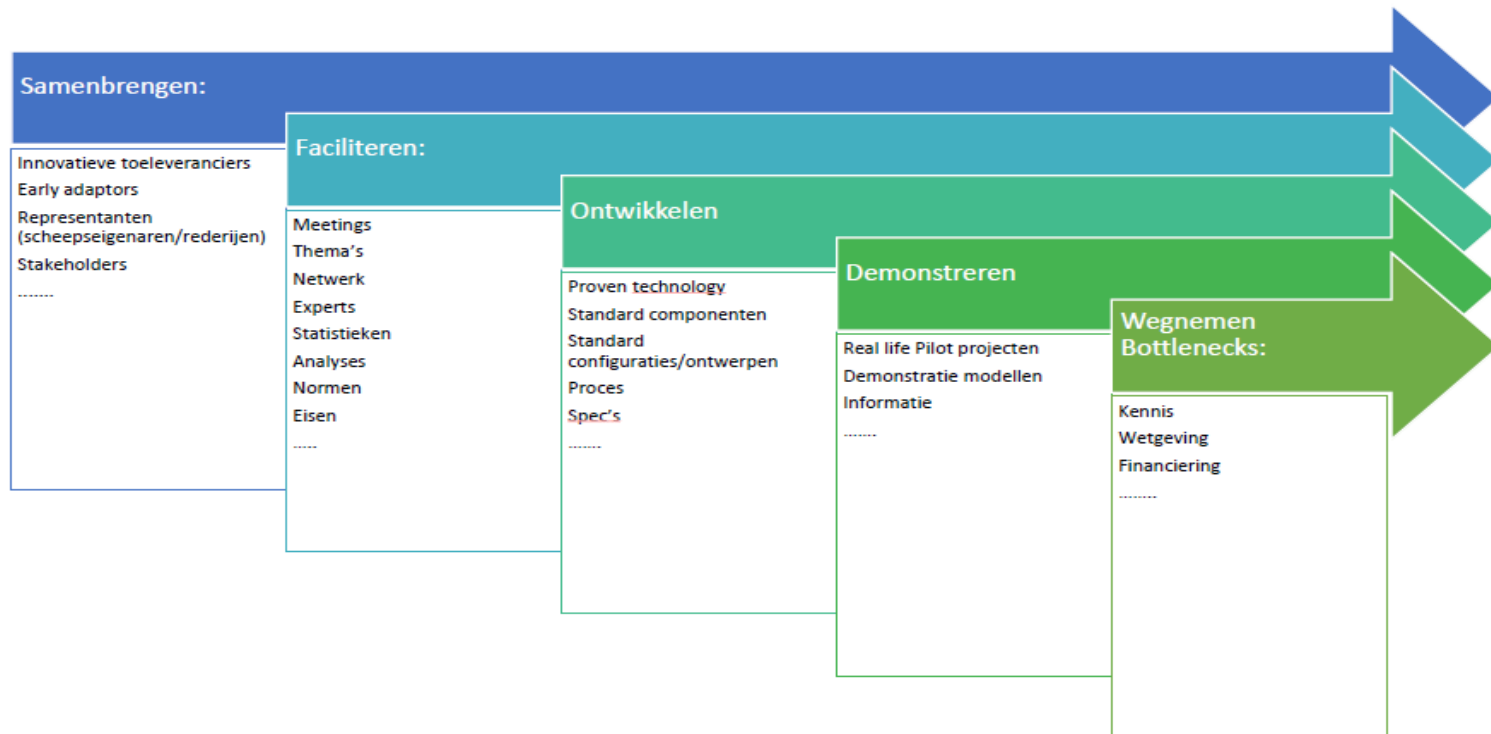 Samenbrengen:
Innovatieve toeleveranciers
Early adaptors
Representanten
(scheepseigenaren/rederijen)
Stakeholders
.......
Faciliteren:
Meetings
Thema's
Netwerk
Experts
Statistieken
Analyses
Normen
Eisen
.....
Ontwikkelen
Proven technology
Standard componenten
Standard
configuraties/ontwerpen
Proces
Spec's
.......
Demonstreren
Real life Pilot projecten
Demonstratie modellen
Informatie
.......
Wegnemen
Bottlenecks:
Kennis
Wetgeving
Financiering
........